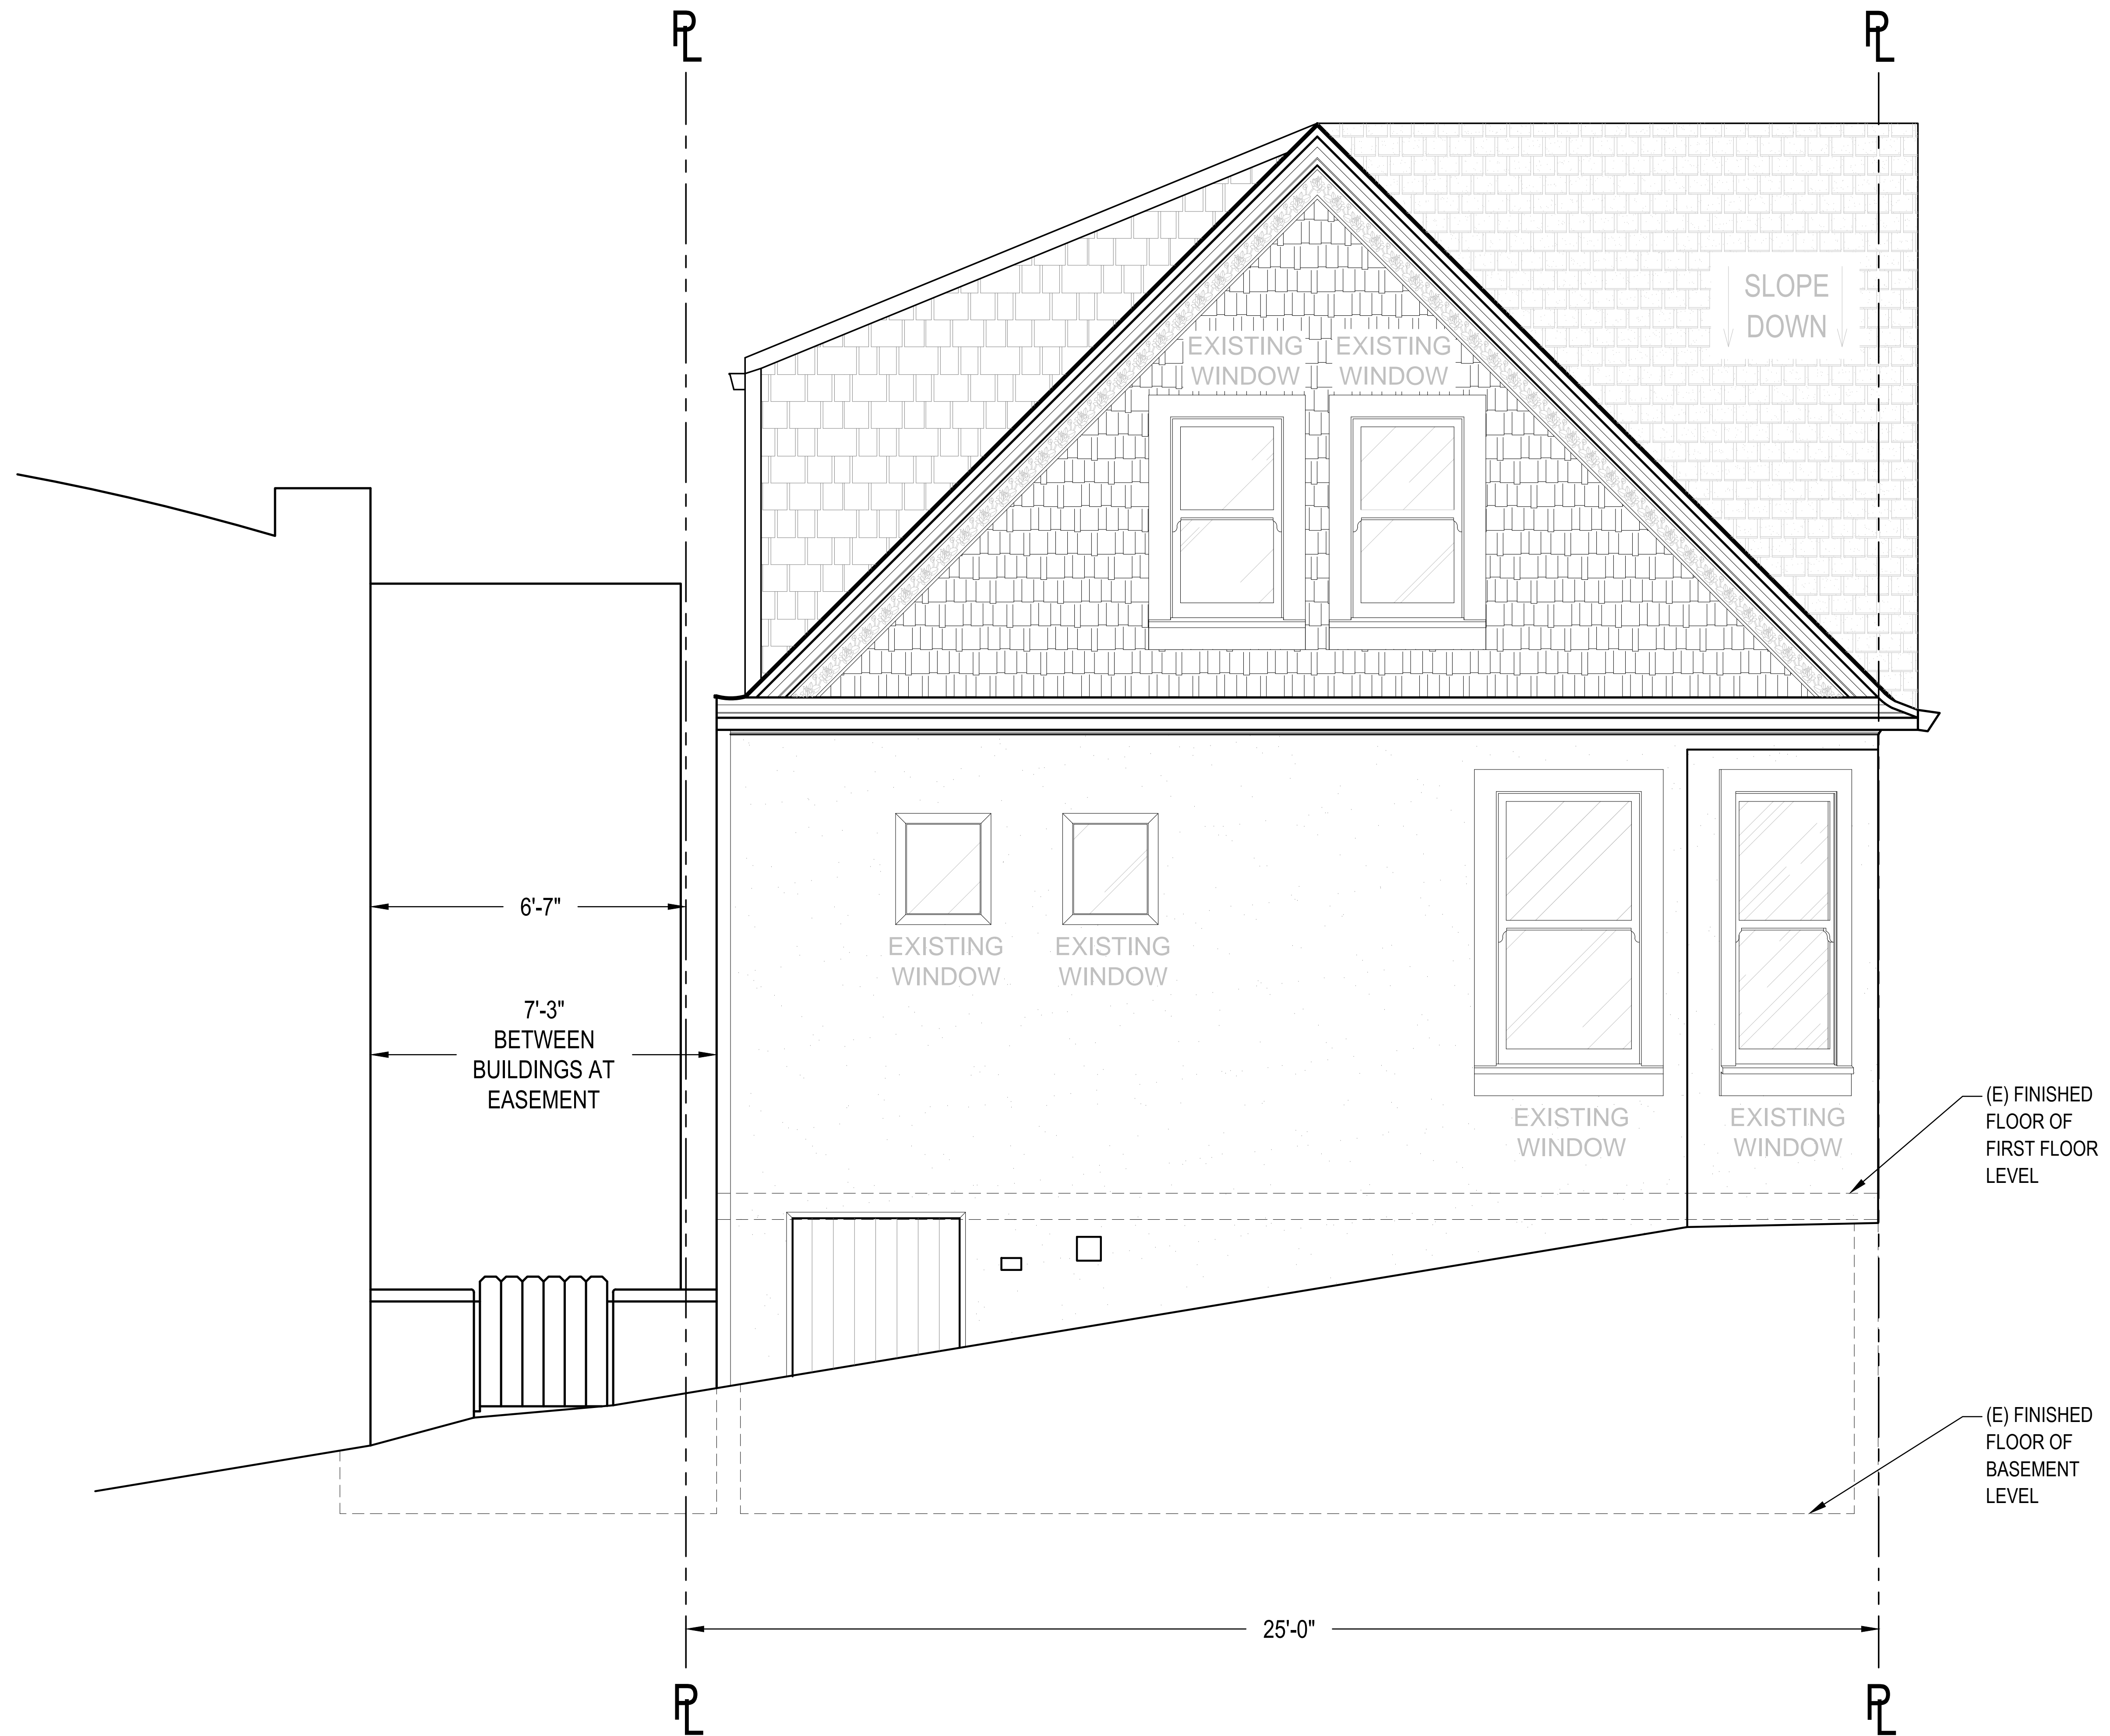 PL
PL
SLOPE
DOWN
EXISTING
WINDOW
EXISTING
WINDOW
6'-7"
EXISTING
WINDOW
EXISTING
WINDOW
7'-3"
BETWEEN
BUILDINGS AT
EASEMENT
EXISTING
WINDOW
EXISTING
WINDOW
(E) FINISHED
FLOOR OF
FIRST FLOOR
LEVEL
(E) FINISHED
FLOOR OF
BASEMENT
LEVEL
25'-0"
PL
PL